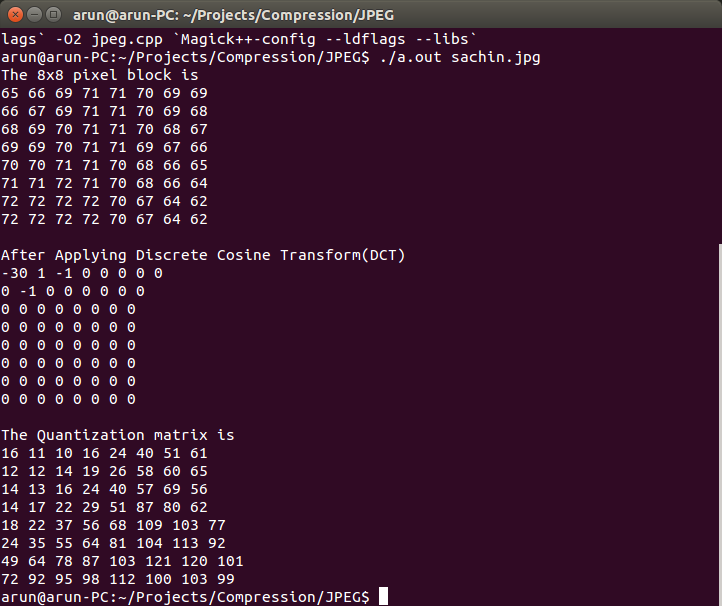 arun@arun-PC: ~/Projects/Compression/JPEG
lags` -O2 jpeg.cpp `Magick++-config --ldflags --libs`
arun@arun-PC:~/Projects/Compression/JPEG$ ./a.out sachin.jpg
The 8x8 pixel block is
65 66 69 71 71 70 69 69
66 67 69 71 71 70 69 68
68 69 70 71 71 70 68 67
69 69 70 71 71 69 67 66
70 70 71 71 70 68 66 65
71 71 72 71 70 68 66 64
72 72 72 72 70 67 64 62
72 72 72 72 70 67 64 62
After Applying Discrete Cosine Transform(DCT)
-30 1 -1 0 0 0 0 0
0 -1 0 0 0 0 0 0
0 0 0 0 0 0 0 0
0 0 0 0 0 0 0 0
0 0 0 0 0 0 0 0
0 0 0 0 0 0 0 0
0 0 0 0 0 0 0 0
0 0 0 0 0 0 0 0
The Quantization matrix is
16 11 10 16 24 40 51 61
12 12 14 19 26 58 60 65
14 13 16 24 40 57 69 56
14 17 22 29 51 87 80 62
18 22 37 56 68 109 103 77
24 35 55 64 81 104 113 92
49 64 78 87 103 121 120 101
72 92 95 98 112 100 103 99
arun@arun-PC:~/Projects/Compression/JPEG$